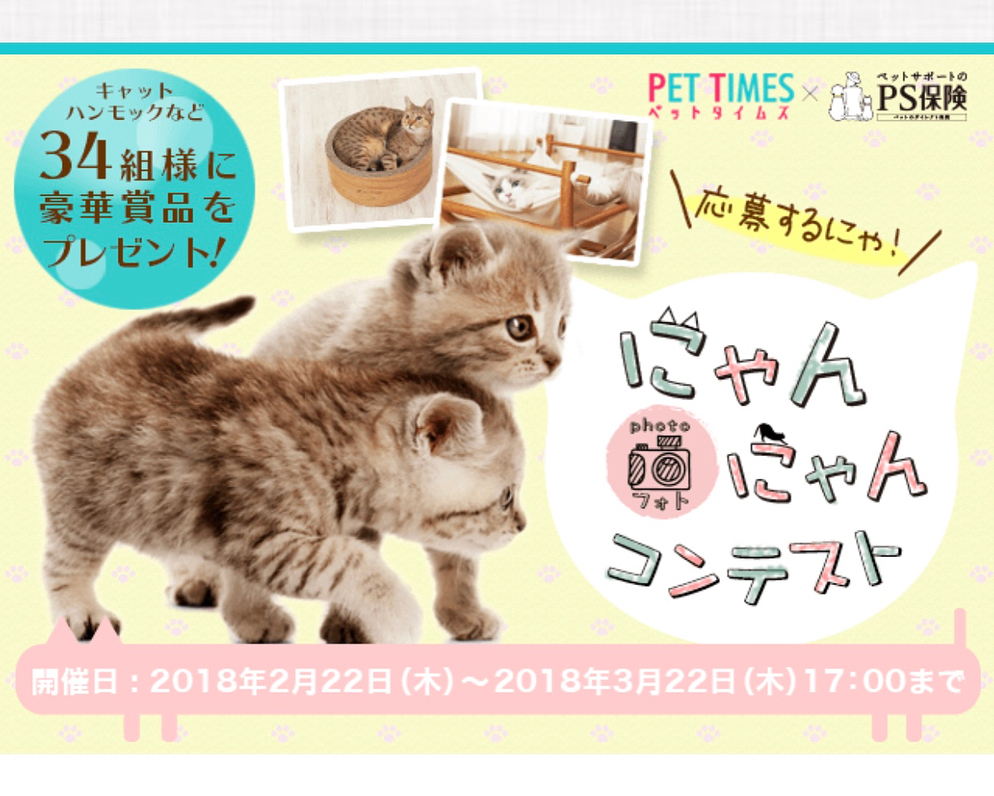 キャット
ハンモックなど
34組様に
豪華賞品を
プレゼント!
PET TIMES
ペットタイムズ
×
ペットサポートの
PS保険
応募するにゃ!
にゃん
photo
フォト
にゃん
コンテスト
開催日:2018年2月22日(木)～2018年3月22日(木)17:00まで